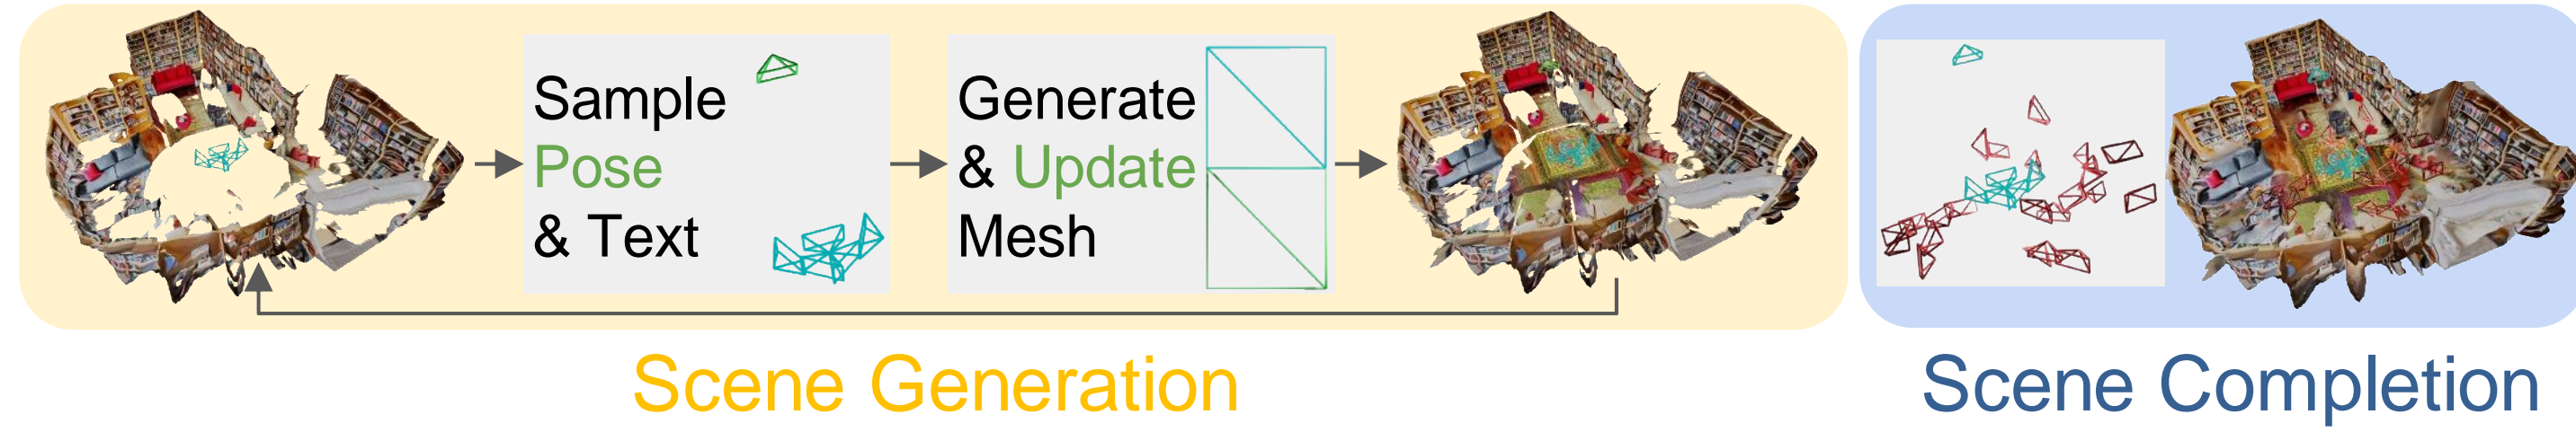 Sample
Pose
& Text
Generate
& Update
Mesh
Scene Generation
Scene Completion